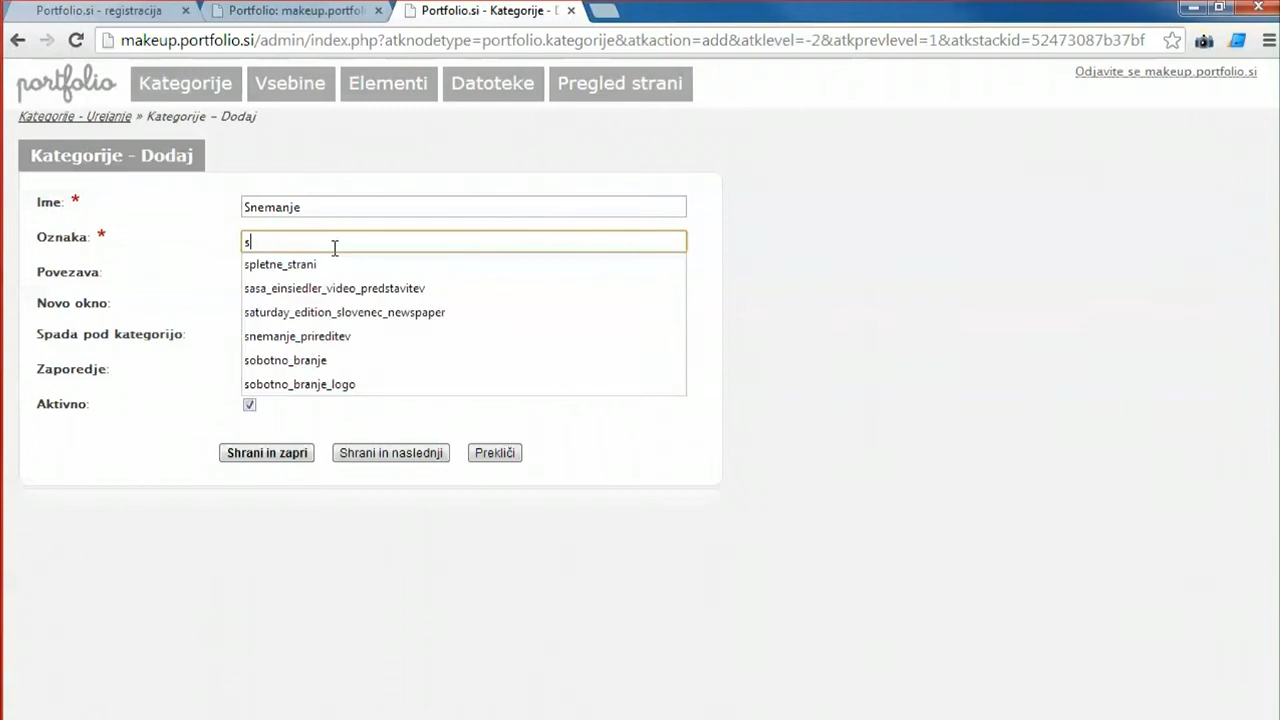 Portfolio.si - registracija
Portfolio: makeup.portfol
Portfolio.si - Kategorije - D
makeup.portfolio.si/admin/index.php?atknodetype=portfolio.kategorije&atkaction=add&atklevel=-2&atkprevlevel=1&atkstackid=52473087b37bf
portfolio
Kategorije
Vsebine
Elementi
Datoteke
Pregled strani
Odjavite se makeup.portfolio.si
Kategorije - Urejanje » Kategorije - Dodaj
Kategorije - Dodaj
Ime: * Snemanje
Oznaka: * s
spletne_strani
Povezava:
sasa_einsiedler_video_predstavitev
Novo okno:
saturday_edition_slovenec_newspaper
Spada pod kategorijo:
snemanje_prireditev
sobotno_branje
Zaporedje:
sobotno_branje_logo
Aktivno:
Shrani in zapri
Shrani in naslednji
Prekliči